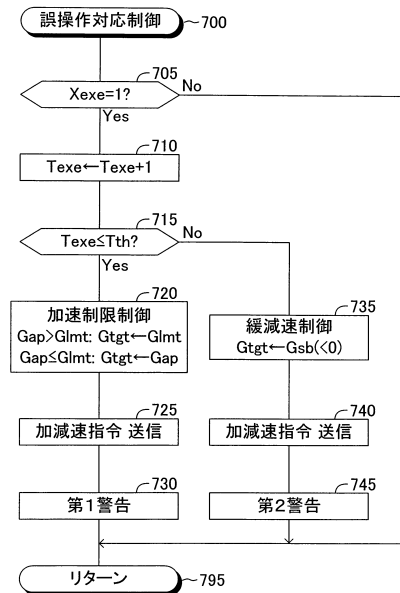 誤操作対応制御
700
705
Xexe=1?
No
Yes
710
Texe←Texe+1
715
Texe≤Tth?
No
Yes
720
加速制限制御
Gap>Glmt: Gtgt←Glmt
Gap≤Glmt: Gtgt←Gap
735
緩減速制御
Gtgt←Gsb(<0)
725
加減速指令 送信
740
加減速指令 送信
730
第1警告
745
第2警告
リターン
795